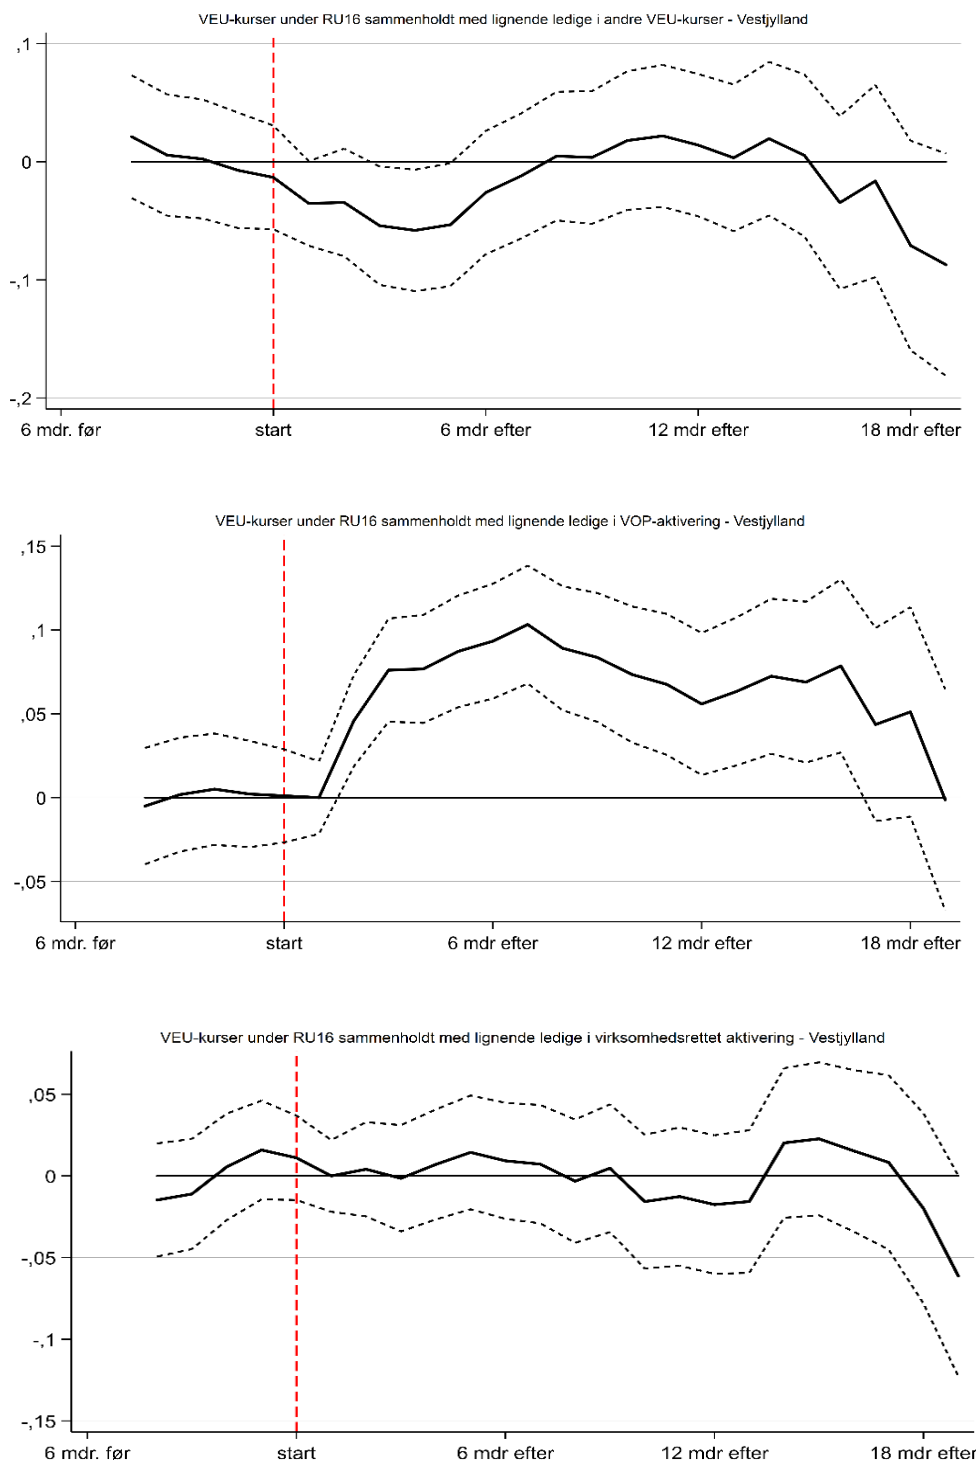 VEU-kurser under RU16 sammenholdt med lignende ledige i andre VEU-kurser - Vestjylland
,1
0
-,1
-,2
6 mdr. før start 6 mdr efter 12 mdr efter 18 mdr efter
VEU-kurser under RU16 sammenholdt med lignende ledige i VOP-aktivering - Vestjylland
,15
,1
,05
0
-,05
6 mdr. før start 6 mdr efter 12 mdr efter 18 mdr efter
VEU-kurser under RU16 sammenholdt med lignende ledige i virksomhedsrettet aktivering - Vestjylland
,05
0
-,05
-,1
-,15
6 mdr. før start 6 mdr efter 12 mdr efter 18 mdr efter